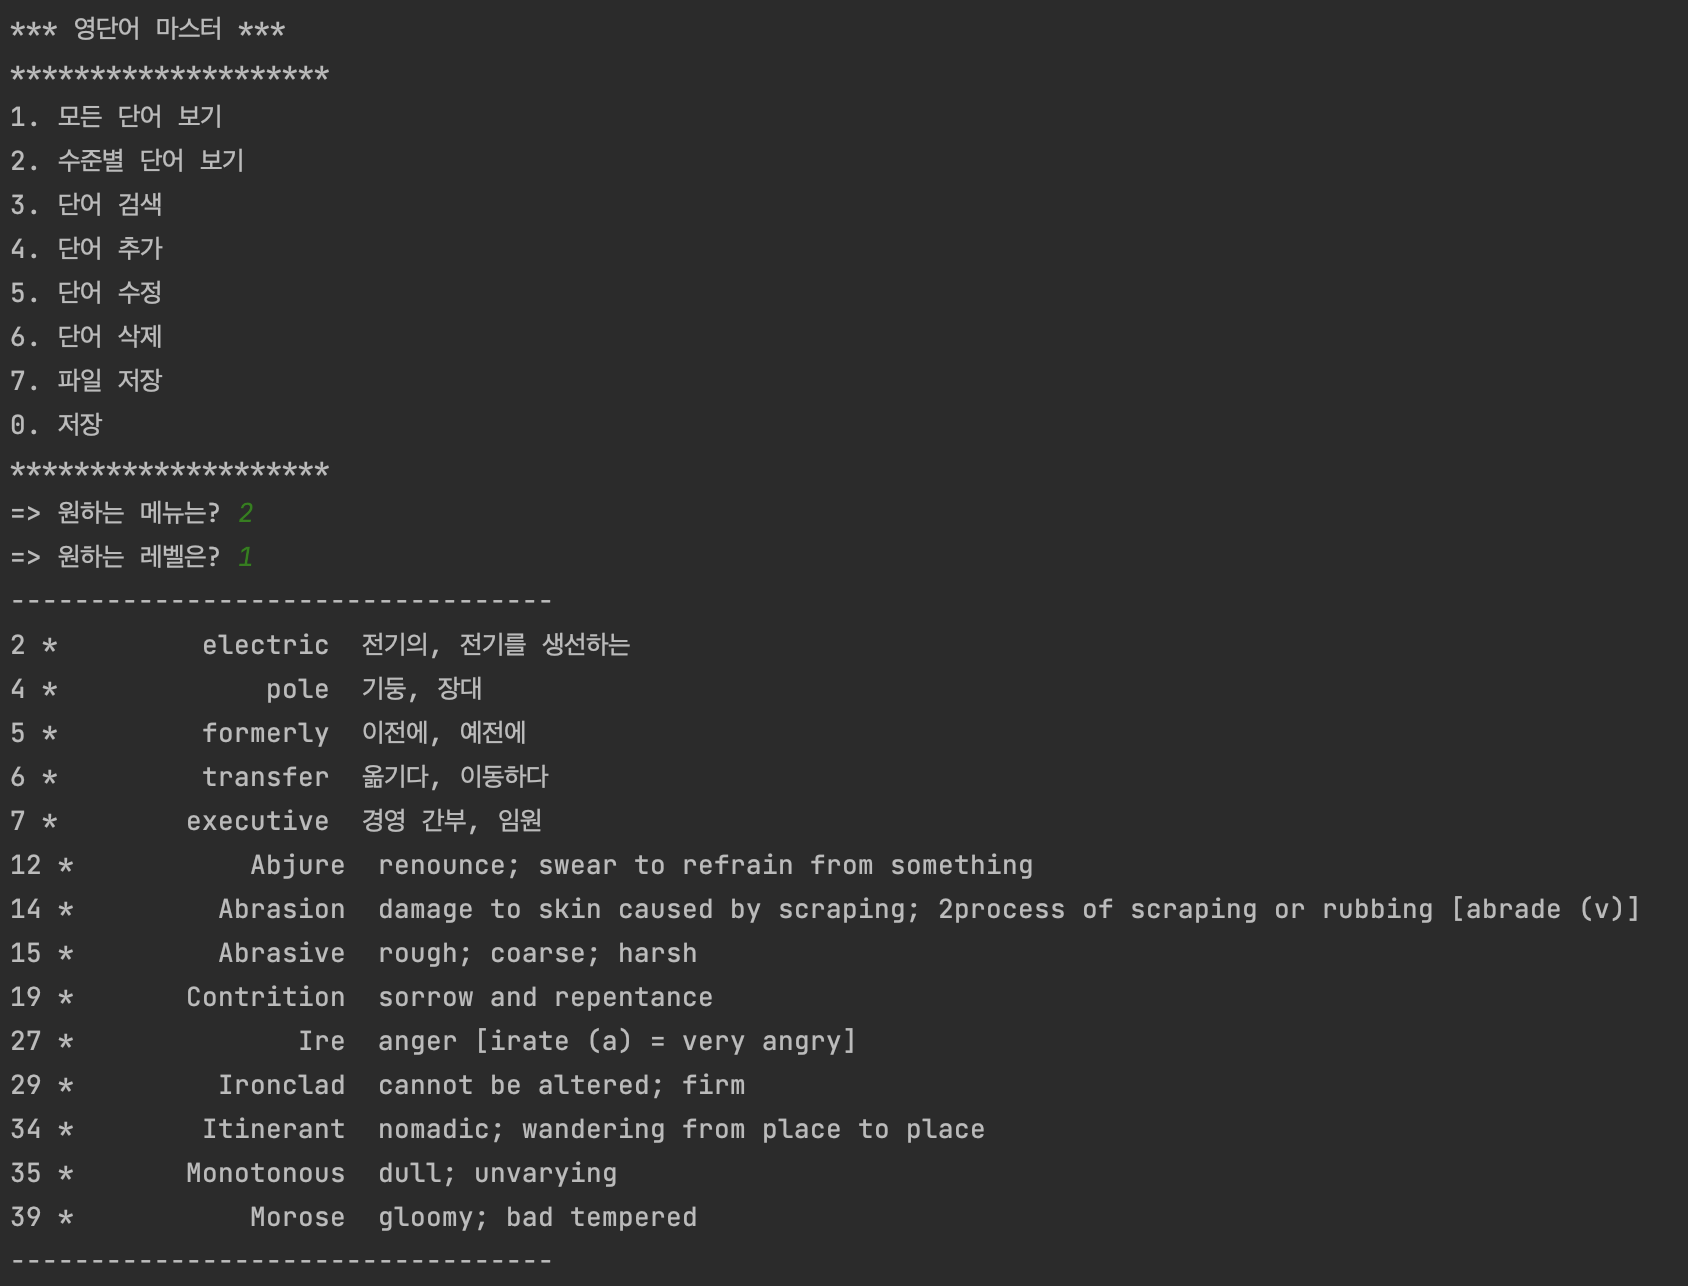 *** 영단어 마스터 ***
********************
1. 모든 단어 보기
2. 수준별 단어 보기
3. 단어 검색
4. 단어 추가
5. 단어 수정
6. 단어 삭제
7. 파일 저장
0. 저장
********************
=> 원하는 메뉴는? 2
=> 원하는 레벨은? 1
----------------------------------
2 *         electric  전기의, 전기를 생선하는
4 *             pole  기둥, 장대
5 *         formerly  이전에, 예전에
6 *         transfer  옮기다, 이동하다
7 *        executive  경영 간부, 임원
12 *           Abjure  renounce; swear to refrain from something
14 *         Abrasion  damage to skin caused by scraping; 2process of scraping or rubbing [abrade (v)]
15 *         Abrasive  rough; coarse; harsh
19 *       Contrition  sorrow and repentance
27 *              Ire  anger [irate (a) = very angry]
29 *         Ironclad  cannot be altered; firm
34 *        Itinerant  nomadic; wandering from place to place
35 *       Monotonous  dull; unvarying
39 *           Morose  gloomy; bad tempered
----------------------------------